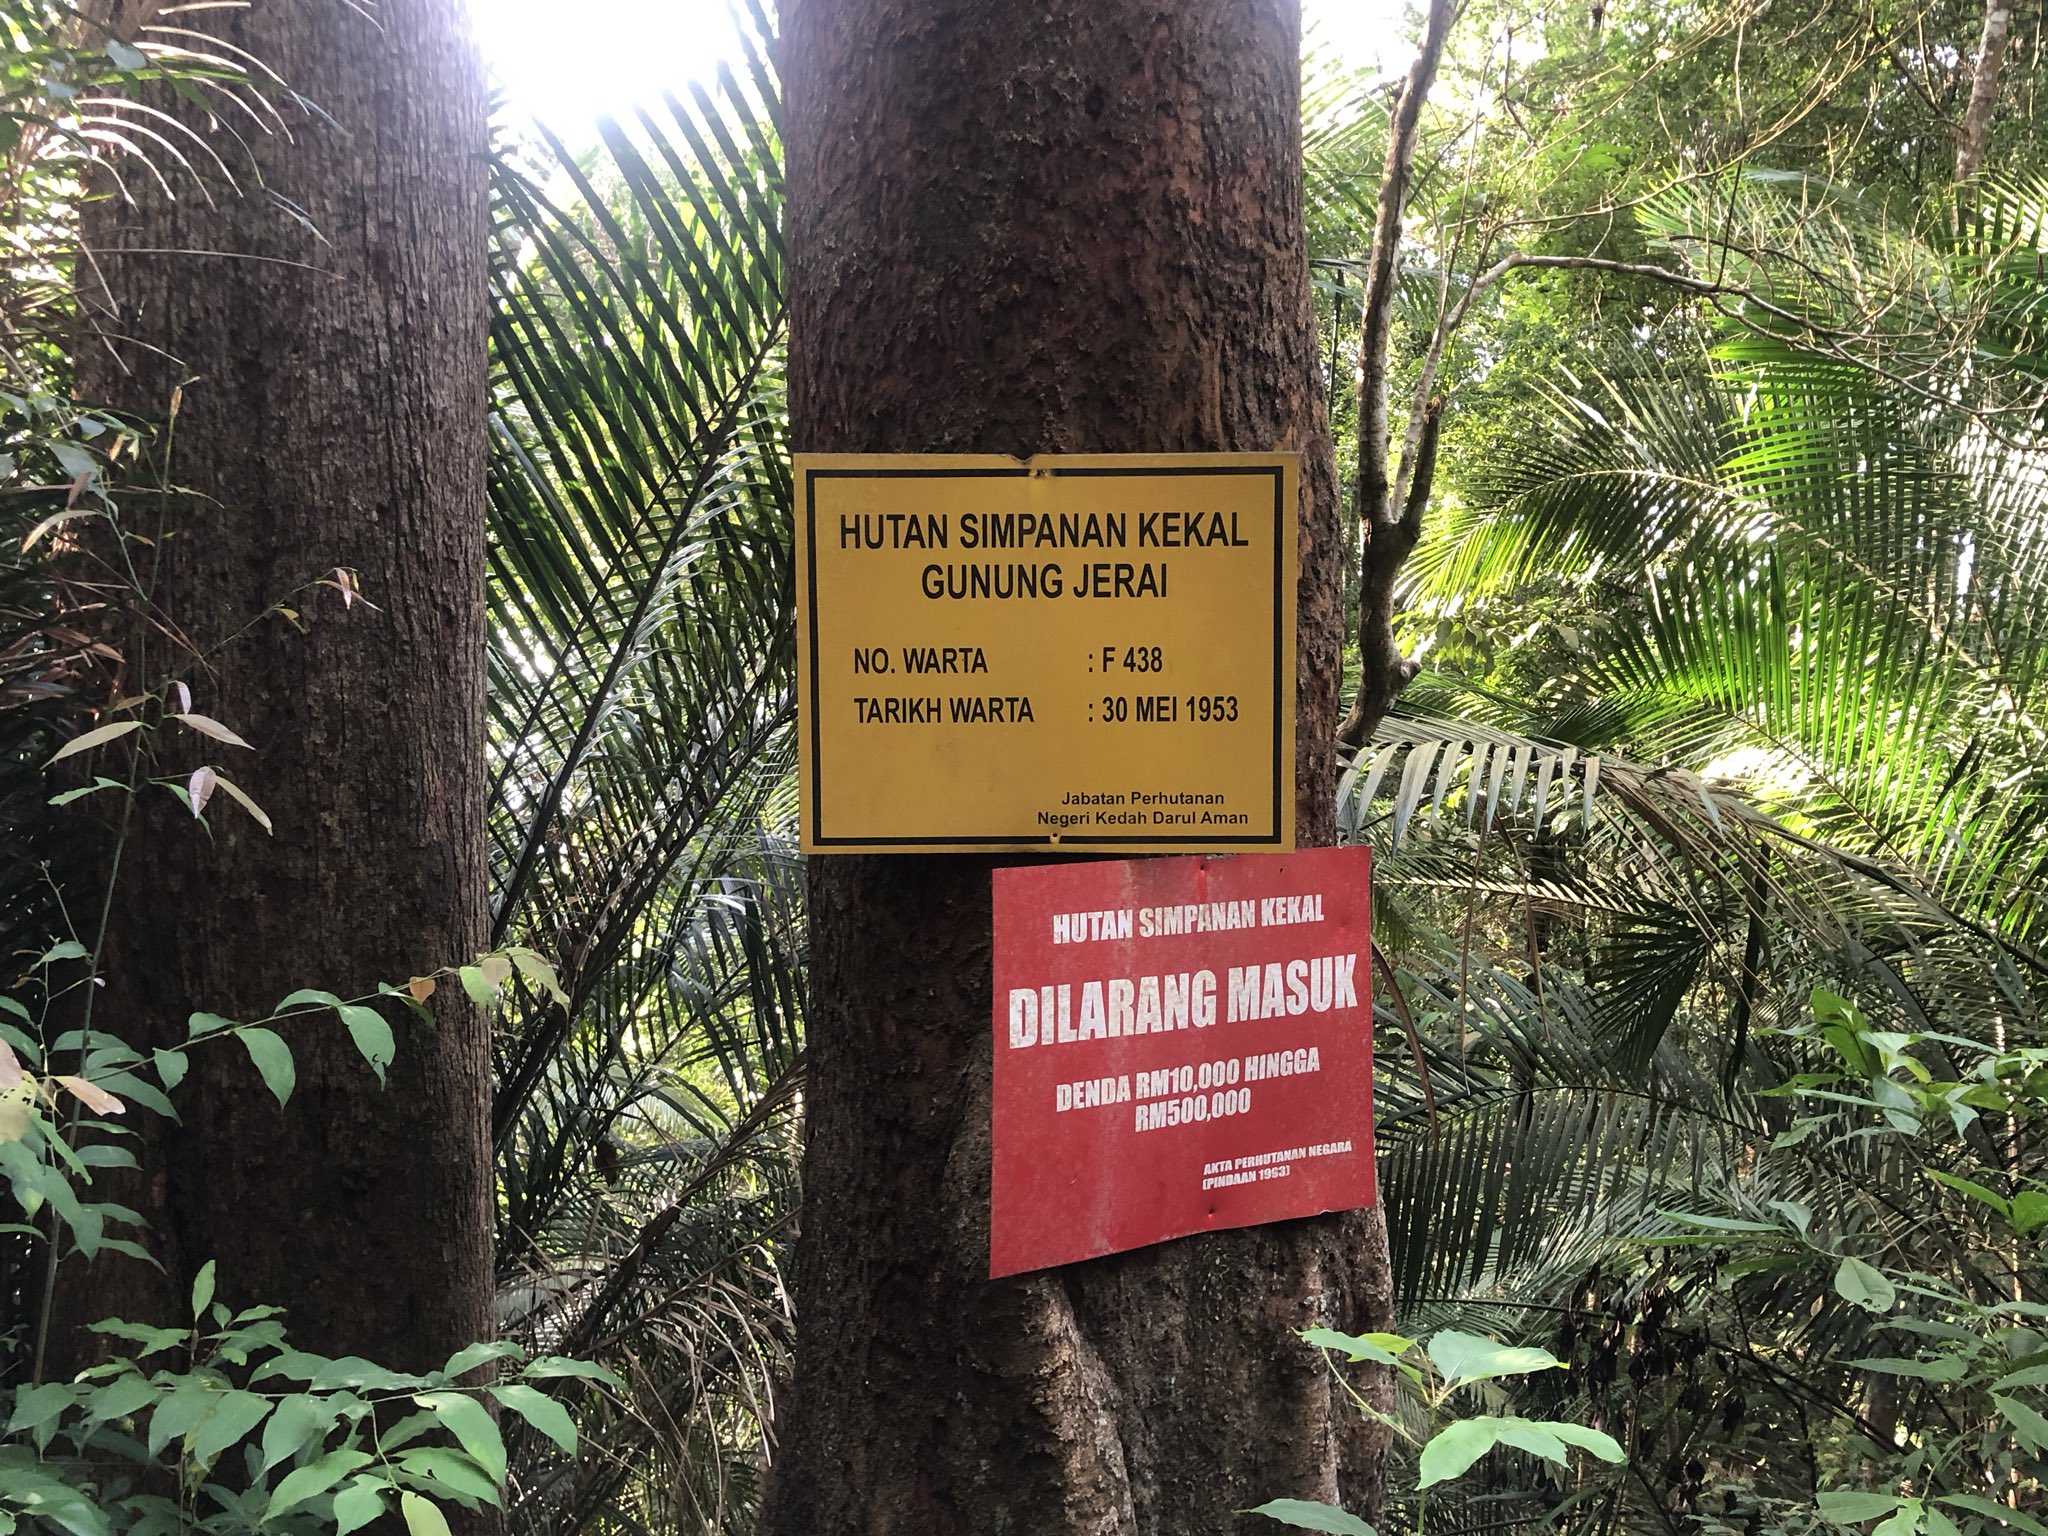 HUTAN SIMPANAN KEKAL
GUNUNG JERAI
NO. WARTA : F 438
TARIKH WARTA : 30 MEI 1953
Jabatan Perhutanan
Negeri Kedah Darul Aman
HUTAN SIMPANAN KEKAL
DILARANG MASUK
DENDA RM10,000 HINGGA
RM500,000
AKTA PERHUTANAN NEGARA
(PINDAAN 1993)